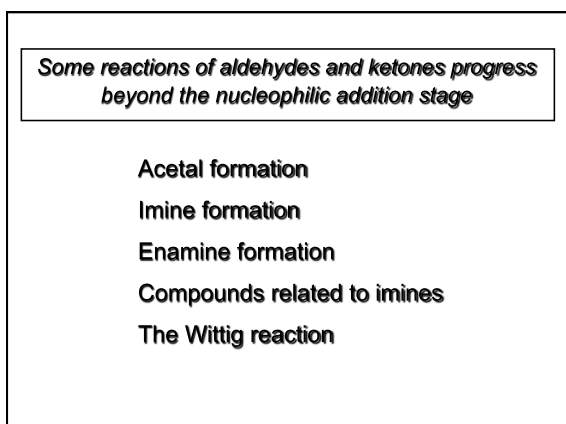 Some reactions of aldehydes and ketones progress
beyond the nucleophilic addition stage
Acetal formation
Imine formation
Enamine formation
Compounds related to imines
The Wittig reaction